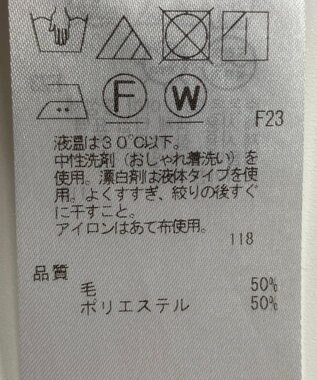 F W
F23
液温は30℃以下。
中性洗剤(おしゃれ着洗い)を
使用。漂白剤は液体タイプを使
用。よくすすぎ、絞りの後すぐ
に干すこと。
アイロンはあて布使用。
118
品質
毛 50%
ポリエステル 50%